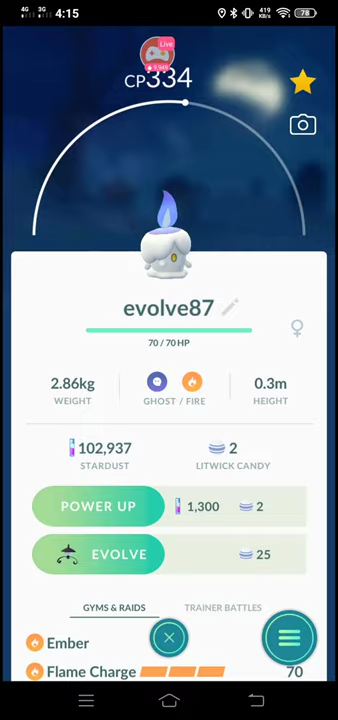 4G 3G 4:15 419 KB/s 78
Live
9,949
CP334
evolve87
70 / 70 HP
2.86kg GHOST / FIRE 0.3m
WEIGHT HEIGHT
102,937 2
STARDUST LITWICK CANDY
POWER UP 1,300 2
EVOLVE 25
GYMS & RAIDS TRAINER BATTLES
Ember
Flame Charge 70